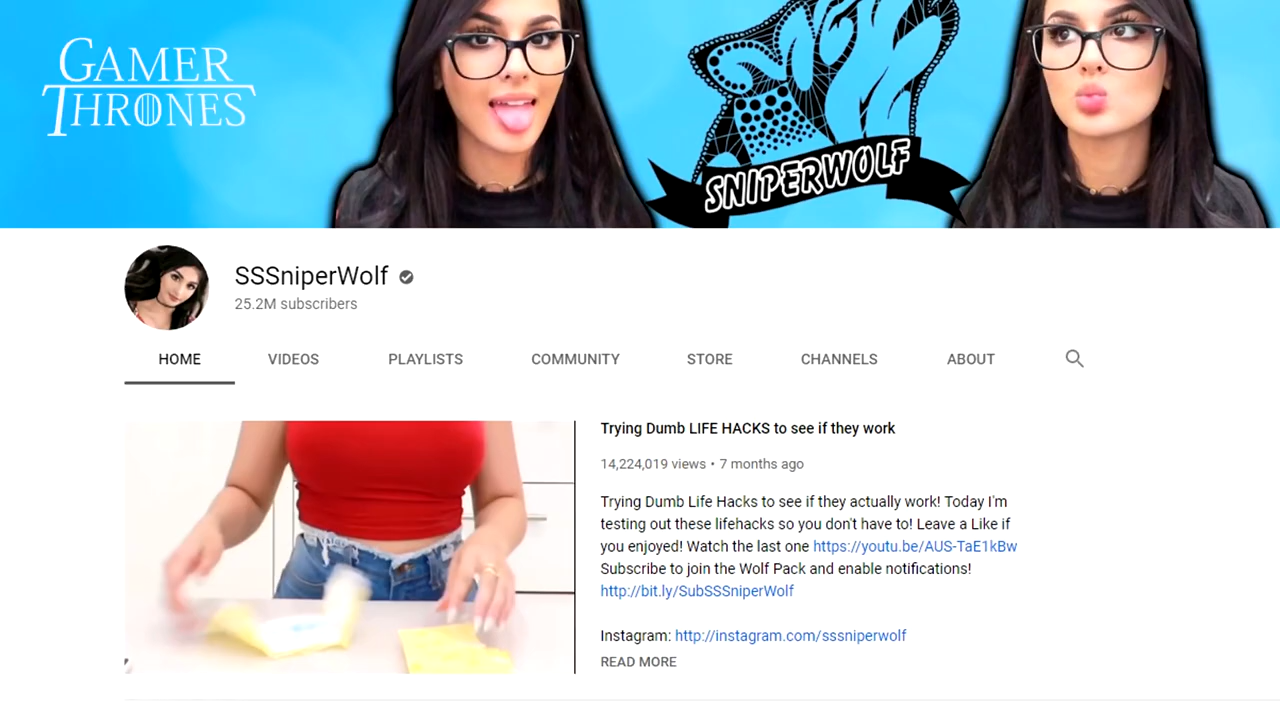 GAMER
THRONES
SNIPERWOLF
SSSniperWolf
25.2M subscribers
HOME VIDEOS PLAYLISTS COMMUNITY STORE CHANNELS ABOUT
Trying Dumb LIFE HACKS to see if they work
14,224,019 views • 7 months ago
Trying Dumb Life Hacks to see if they actually work! Today I'm
testing out these lifehacks so you don't have to! Leave a Like if
you enjoyed! Watch the last one https://youtu.be/AUS-TaE1kBw
Subscribe to join the Wolf Pack and enable notifications!
http://bit.ly/SubSSSniperWolf
Instagram: http://instagram.com/sssniperwolf
READ MORE